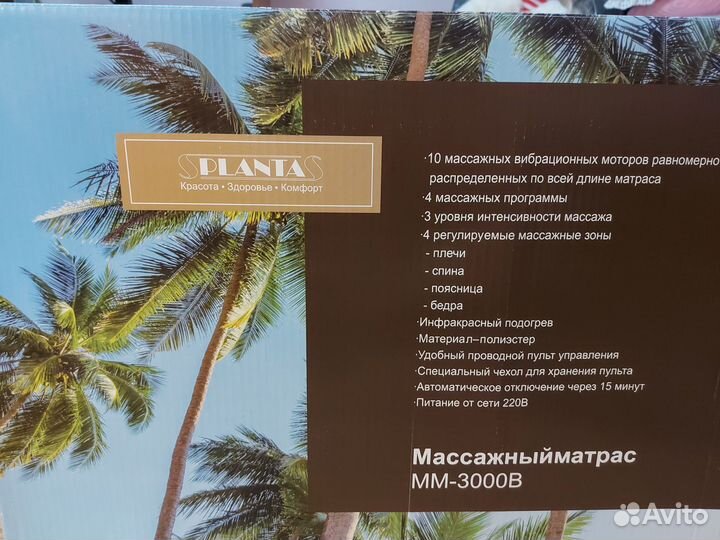 SPLANTAS
Красота • Здоровье • Комфорт
·10 массажных вибрационных моторов равномерно
распределенных по всей длине матраса
·4 массажных программы
·3 уровня интенсивности массажа
·4 регулируемые массажные зоны
- плечи
- спина
- поясница
- бедра
·Инфракрасный подогрев
·Материал–полиэстер
·Удобный проводной пульт управления
·Специальный чехол для хранения пульта
·Автоматическое отключение через 15 минут
·Питание от сети 220В
Массажныйматрас
MM-3000B
Avito